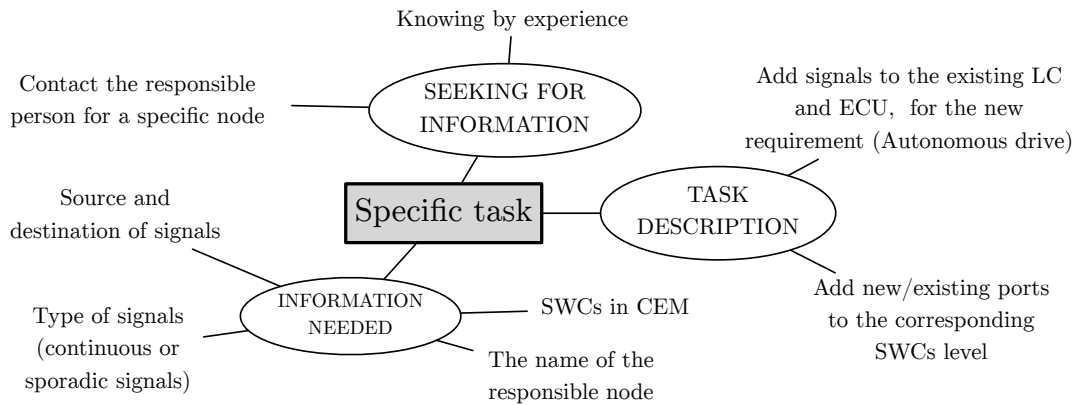 Knowing by experience
Contact the responsible
person for a specific node
SEEKING FOR
INFORMATION
Add signals to the existing LC
and ECU, for the new
requirement (Autonomous drive)
Specific task
TASK
DESCRIPTION
Source and
destination of signals
INFORMATION
NEEDED
Type of signals
(continuous or
sporadic signals)
SWCs in CEM
The name of the
responsible node
Add new/existing ports
to the corresponding
SWCs level